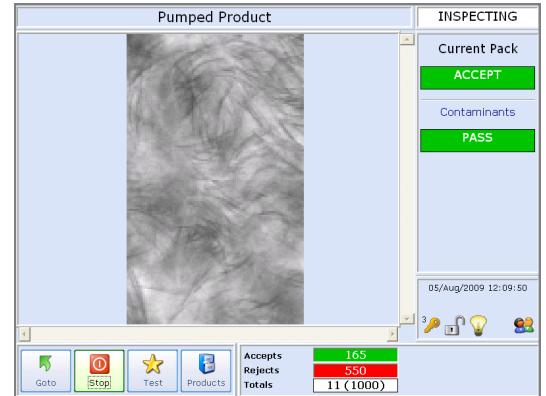 Pumped Product
INSPECTING
Current Pack
ACCEPT
Contaminants
PASS
05/Aug/2009 12:09:50
3
Goto
Stop
Test
Products
Accepts 165
Rejects 550
Totals 11 (1000)